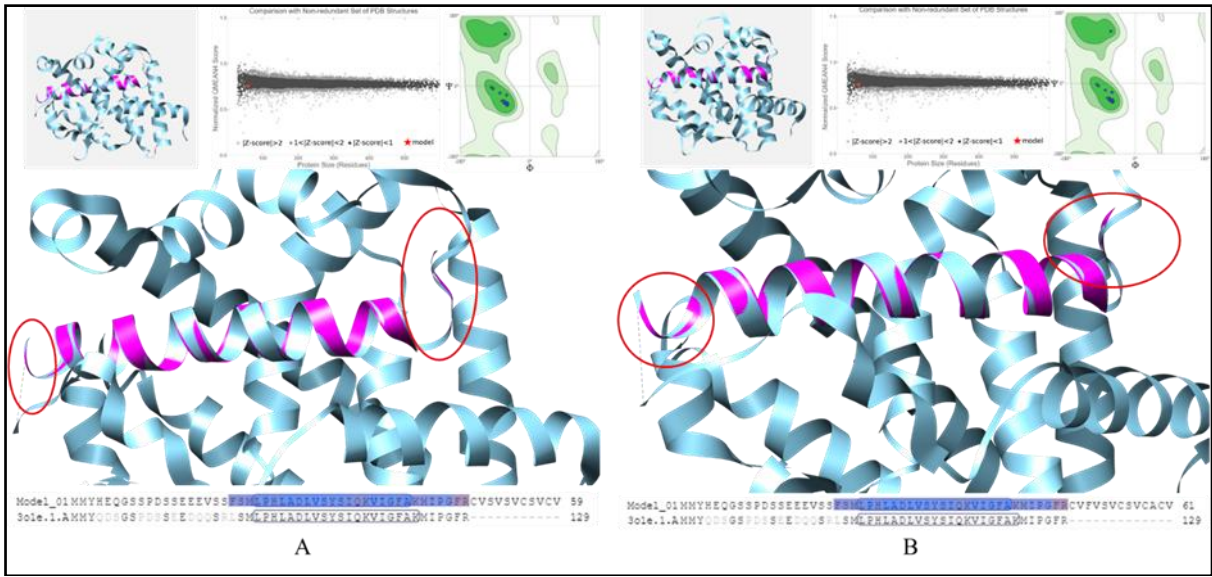 Comparison with Non-redundant Set of PDB Structures
Normalized QMEAN4 Score
|Z-score|>2 1<|Z-score|<2 |Z-score|<1 model
Protein Size (Residues)
Ψ
Φ
Comparison with Non-redundant Set of PDB Structures
Normalized QMEAN4 Score
|Z-score|>2 1<|Z-score|<2 |Z-score|<1 model
Protein Size (Residues)
Ψ
Φ
Model_01 MMYHEQGSSPDSSEEEVSSFSMLPHLADLVSYSIQKVIGFAKMIPGFRCVSVSVCSVCV 59
3ole.1.A 129
A
Model_01 MMYHEQGSSPDSSEEEVSSFSMLPHLADLVSYSIQKVIGFAKMIPGFRCVFVSVCSVCACV 61
3ole.1.A 129
B